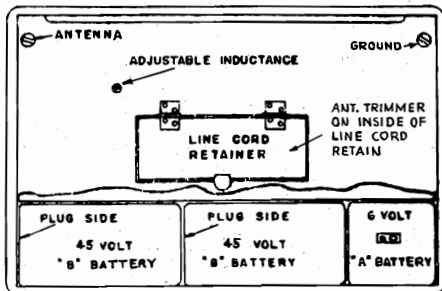 ANTENNA
GROUND
ADJUSTABLE INDUCTANCE
ANT. TRIMMER
ON INSIDE OF
LINE CORD
RETAIN
LINE CORD
RETAINER
PLUG SIDE
45 VOLT
"B" BATTERY
PLUG SIDE
45 VOLT
"B" BATTERY
6 VOLT
"A" BATTERY